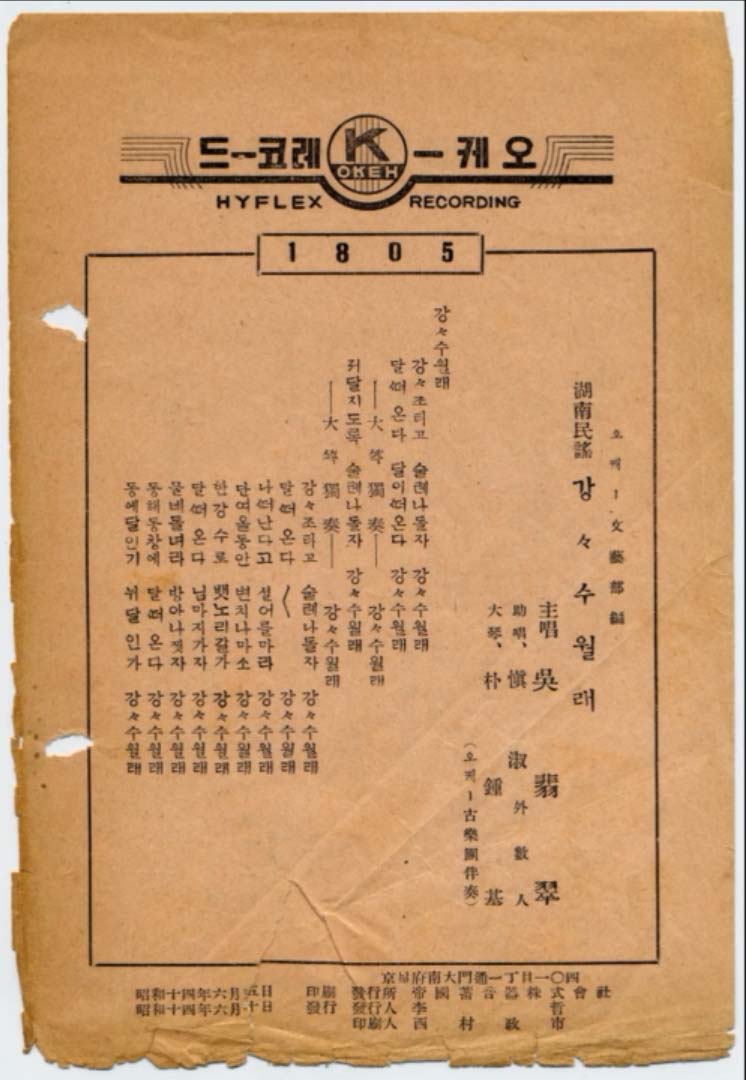 오케ー레코ー드
K
OKEH
HYFLEX RECORDING
1805
오케ー文藝部編
湖南民謠 강々수월래
主唱 吳翡翠
助唱、愼淑外數人
大琴、朴鍾基
(오케ー古樂團伴奏)
강々수월래
강々조타고 술레나돌자 강々수월래
달떠온다 달이떠온다 강々수월래
──大笒獨奏── 강々수월래
쥐달지도록 술레나돌자 강々수월래
──大笒獨奏── 강々수월래
강々조타고 술레나돌자 강々수월래
달떠온다 〱 강々수월래
나떠난다고 설어를마라 강々수월래
단여올동안 변치나마소 강々수월래
한강수로 뱃노리갈가 강々수월래
달떠온다 님마지가자 강々수월래
물네돌녀라 방아나찟자 강々수월래
동해동창에 달떠온다 강々수월래
동에달인가 뉘달인가 강々수월래
京城府南大門通一丁目一〇四
發行所 帝國蓄音器株式會社
發行人 李哲
印刷人 西村政市
昭和十四年六月五日 印刷
昭和十四年六月十日 發行